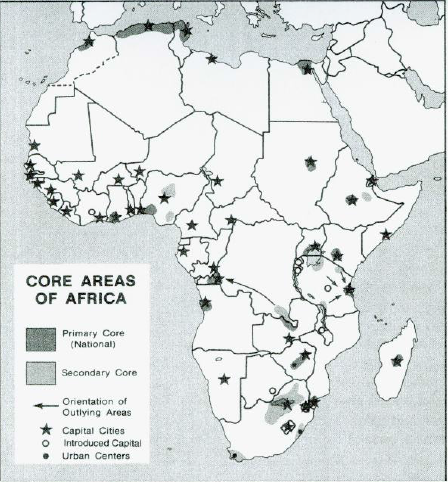 CORE AREAS
OF AFRICA
Primary Core
(National)
Secondary Core
Orientation of
Outlying Areas
Capital Cities
Introduced Capital
Urban Centers